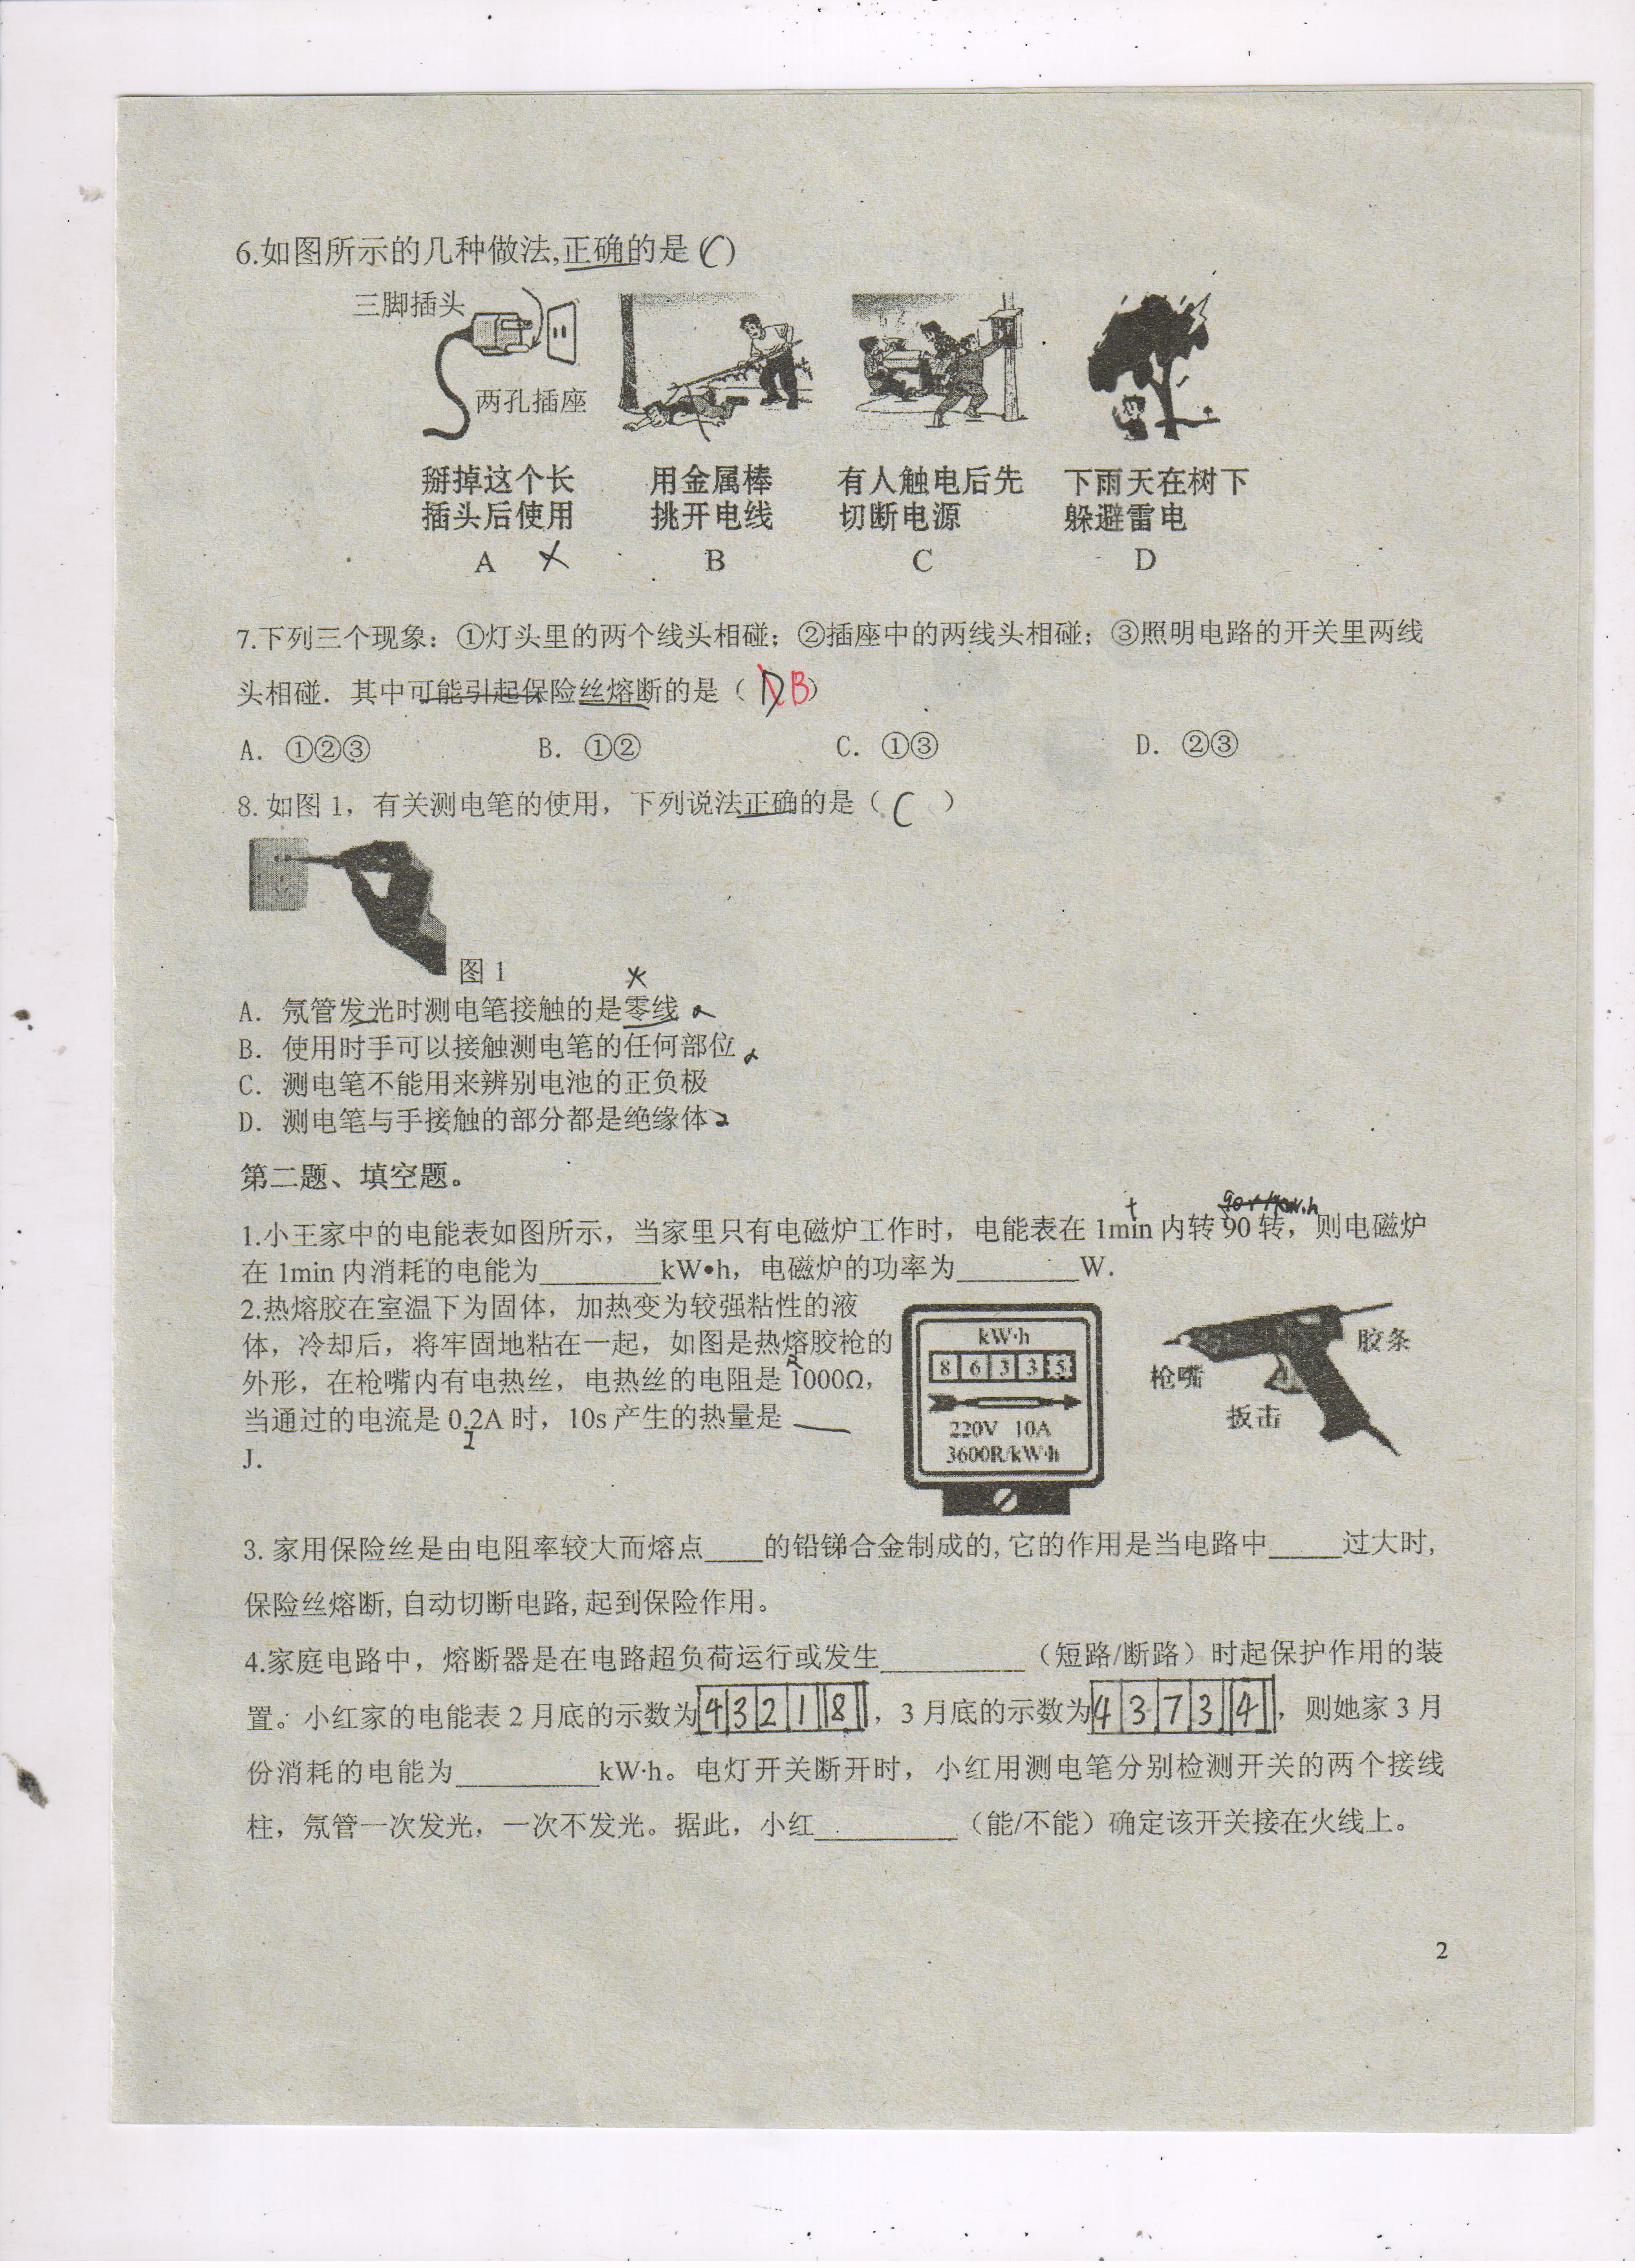 6.如图所示的几种做法,正确的是(C)
三脚插头
两孔插座
掰掉这个长
插头后使用
用金属棒
挑开电线
有人触电后先
切断电源
下雨天在树下
躲避雷电
A × B C D
7.下列三个现象：①灯头里的两个线头相碰；②插座中的两线头相碰；③照明电路的开关里两线
头相碰．其中可能引起保险丝熔断的是（D B）
A．①②③ B．①② C．①③ D．②③
8.如图1，有关测电笔的使用，下列说法正确的是（C）
图1
×
A．氖管发光时测电笔接触的是零线
B．使用时手可以接触测电笔的任何部位
C．测电笔不能用来辨别电池的正负极
D．测电笔与手接触的部分都是绝缘体
第二题、填空题。
t
1.小王家中的电能表如图所示，当家里只有电磁炉工作时，电能表在1min内转90转，则电磁炉
在1min内消耗的电能为________kW•h，电磁炉的功率为________W．
2.热熔胶在室温下为固体，加热变为较强粘性的液
体，冷却后，将牢固地粘在一起，如图是热熔胶枪的
R
外形，在枪嘴内有电热丝，电热丝的电阻是1000Ω，
当通过的电流是0.2A时，10s产生的热量是____
I
J．
kW·h
8 6 3 3 5
220V 10A
3600R/kW·h
胶条
枪嘴
扳击
3. 家用保险丝是由电阻率较大而熔点____的铅锑合金制成的,它的作用是当电路中_____过大时,
保险丝熔断,自动切断电路,起到保险作用。
4.家庭电路中，熔断器是在电路超负荷运行或发生__________（短路/断路）时起保护作用的装
置。小红家的电能表2月底的示数为4 3 2 1 8，3月底的示数为4 3 7 3 4，则她家3月
份消耗的电能为__________kW·h。电灯开关断开时，小红用测电笔分别检测开关的两个接线
柱，氖管一次发光，一次不发光。据此，小红__________（能/不能）确定该开关接在火线上。
2